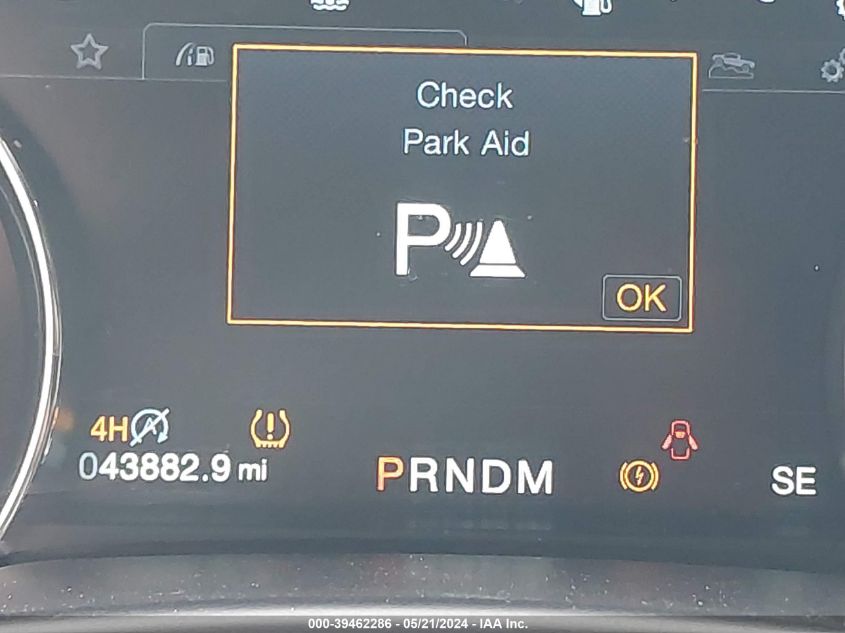 Check
Park Aid
P
OK
4H A
043882.9 mi
PRNDM
SE
000-39462286 - 05/21/2024 - IAA Inc.